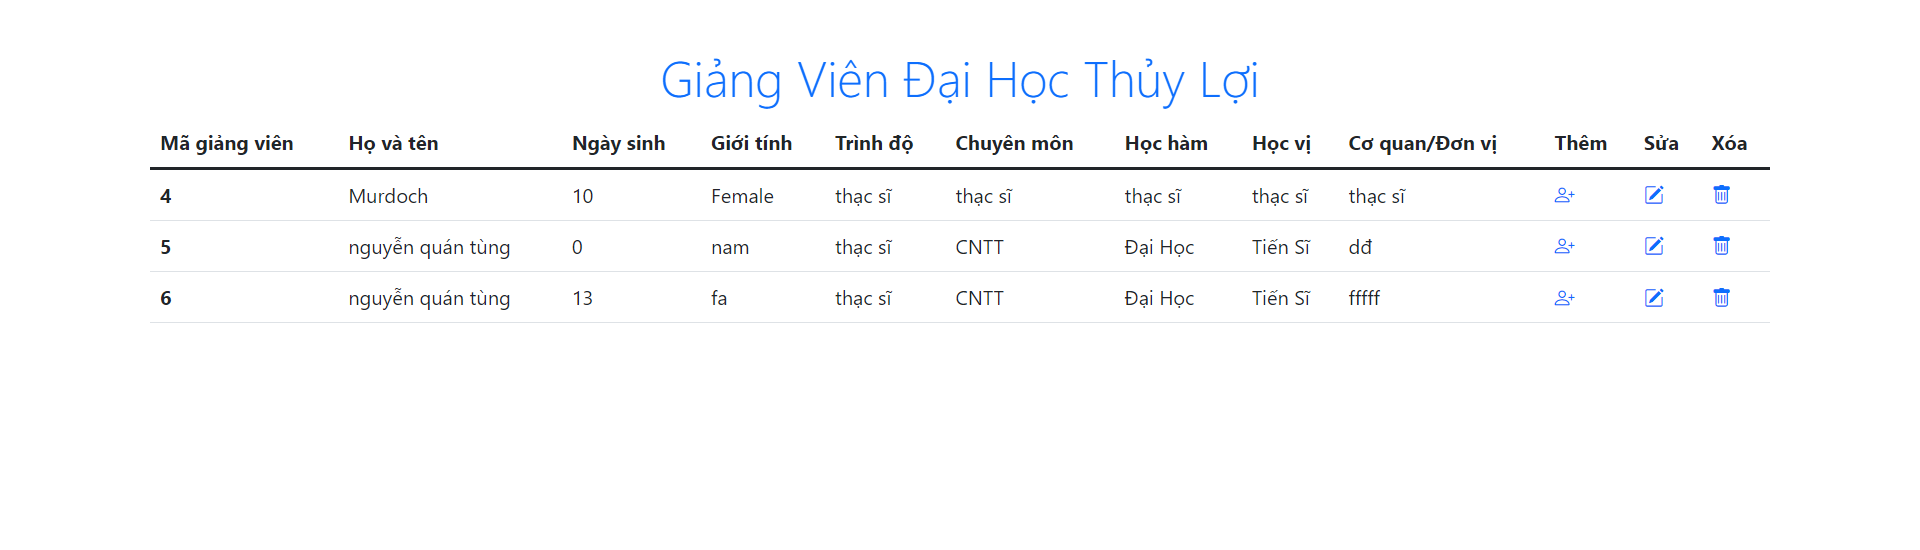 Giảng Viên Đại Học Thủy Lợi
Mã giảng viên Họ và tên Ngày sinh Giới tính Trình độ Chuyên môn Học hàm Học vị Cơ quan/Đơn vị Thêm Sửa Xóa
4 Murdoch 10 Female thạc sĩ thạc sĩ thạc sĩ thạc sĩ thạc sĩ
5 nguyễn quán tùng 0 nam thạc sĩ CNTT Đại Học Tiến Sĩ dđ
6 nguyễn quán tùng 13 fa thạc sĩ CNTT Đại Học Tiến Sĩ fffff